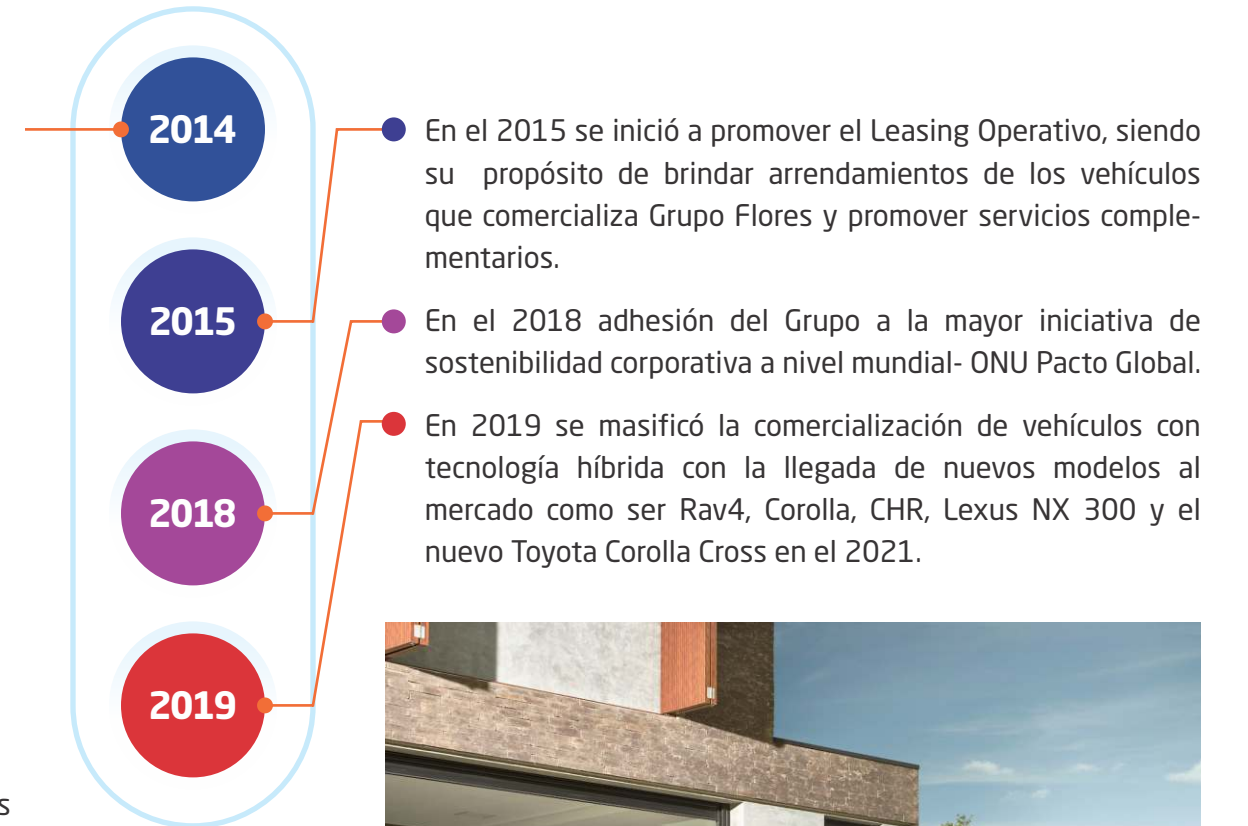 2014
2015
2018
2019
En el 2015 se inició a promover el Leasing Operativo, siendo
su propósito de brindar arrendamientos de los vehículos
que comercializa Grupo Flores y promover servicios comple-
mentarios.
En el 2018 adhesión del Grupo a la mayor iniciativa de
sostenibilidad corporativa a nivel mundial- ONU Pacto Global.
En 2019 se masificó la comercialización de vehículos con
tecnología híbrida con la llegada de nuevos modelos al
mercado como ser Rav4, Corolla, CHR, Lexus NX 300 y el
nuevo Toyota Corolla Cross en el 2021.
s